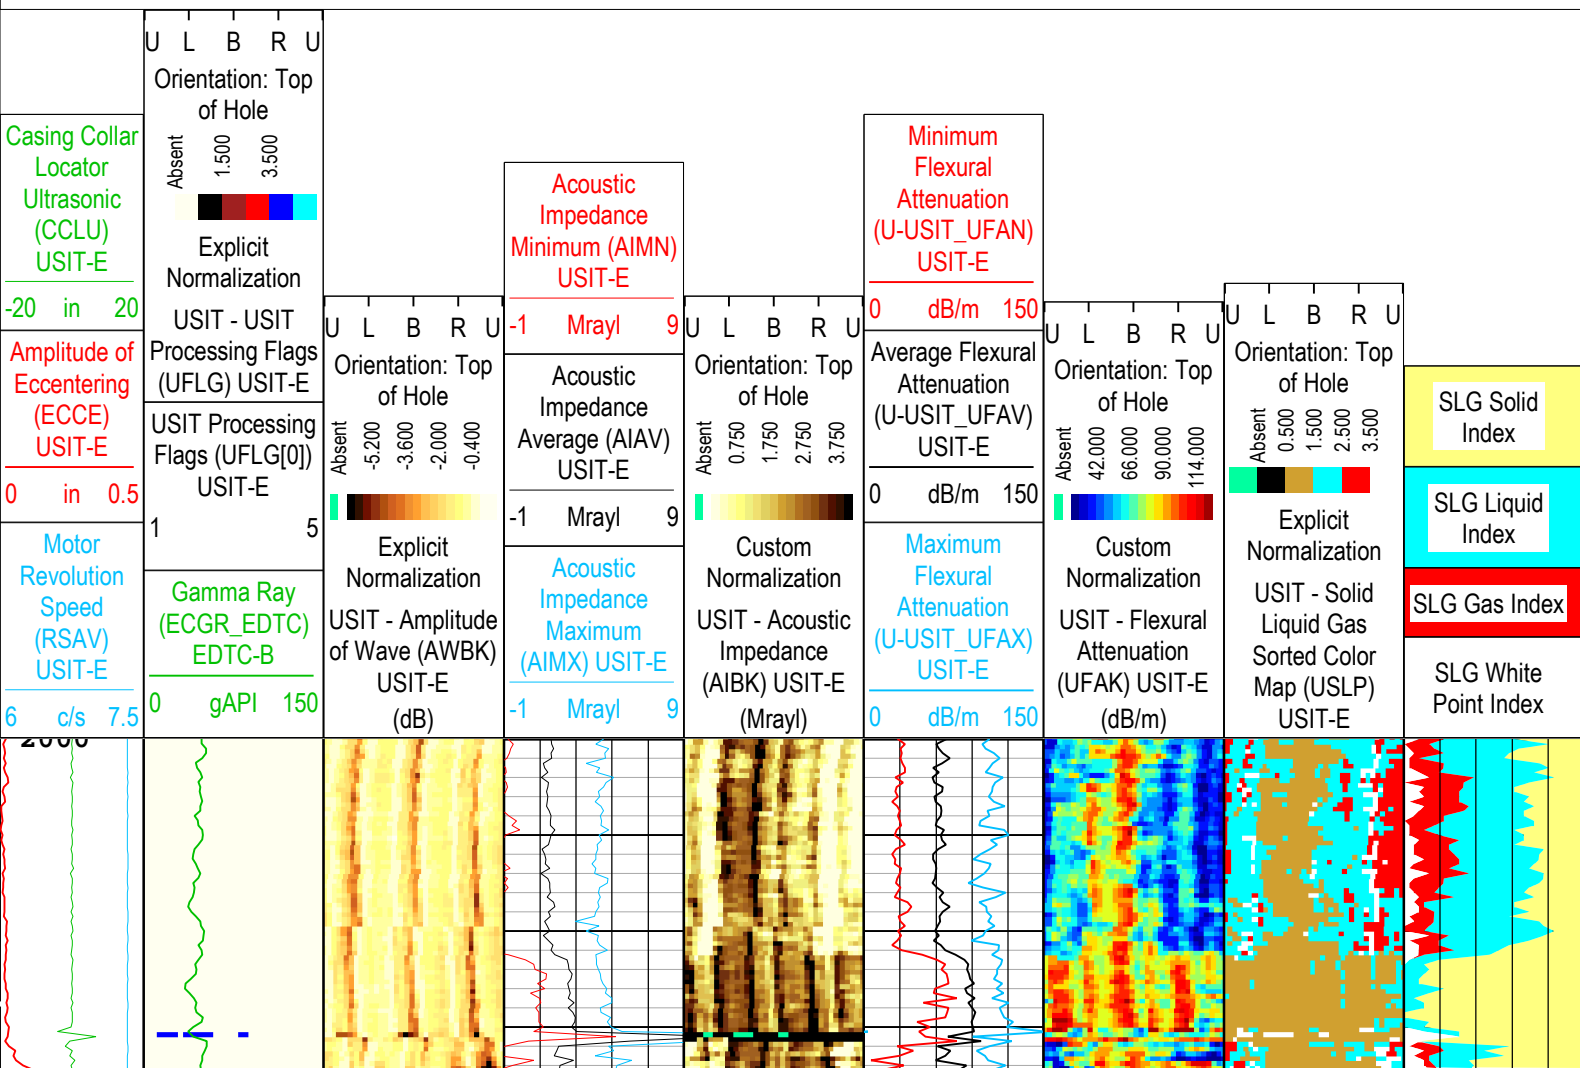 Casing Collar
Locator
Ultrasonic
(CCLU)
USIT-E
-20 in 20
Amplitude of
Eccentering
(ECCE)
USIT-E
0 in 0.5
Motor
Revolution
Speed
(RSAV)
USIT-E
6 c/s 7.5
2000
U L B R U
Orientation: Top
of Hole
Absent 1.500 3.500
Explicit
Normalization
USIT - USIT
Processing Flags
(UFLG) USIT-E
USIT Processing
Flags (UFLG[0])
USIT-E
1 5
Gamma Ray
(ECGR_EDTC)
EDTC-B
0 gAPI 150
U L B R U
Orientation: Top
of Hole
Absent -5.200 -3.600 -2.000 -0.400
Explicit
Normalization
USIT - Amplitude
of Wave (AWBK)
USIT-E
(dB)
Acoustic
Impedance
Minimum (AIMN)
USIT-E
-1 Mrayl 9
Acoustic
Impedance
Average (AIAV)
USIT-E
-1 Mrayl 9
Acoustic
Impedance
Maximum
(AIMX) USIT-E
-1 Mrayl 9
U L B R U
Orientation: Top
of Hole
Absent 0.750 1.750 2.750 3.750
Custom
Normalization
USIT - Acoustic
Impedance
(AIBK) USIT-E
(Mrayl)
Minimum
Flexural
Attenuation
(U-USIT_UFAN)
USIT-E
0 dB/m 150
Average Flexural
Attenuation
(U-USIT_UFAV)
USIT-E
0 dB/m 150
Maximum
Flexural
Attenuation
(U-USIT_UFAX)
USIT-E
0 dB/m 150
U L B R U
Orientation: Top
of Hole
Absent 42.000 66.000 90.000 114.000
Custom
Normalization
USIT - Flexural
Attenuation
(UFAK) USIT-E
(dB/m)
U L B R U
Orientation: Top
of Hole
Absent 0.500 1.500 2.500 3.500
Explicit
Normalization
USIT - Solid
Liquid Gas
Sorted Color
Map (USLP)
USIT-E
SLG Solid
Index
SLG Liquid
Index
SLG Gas Index
SLG White
Point Index